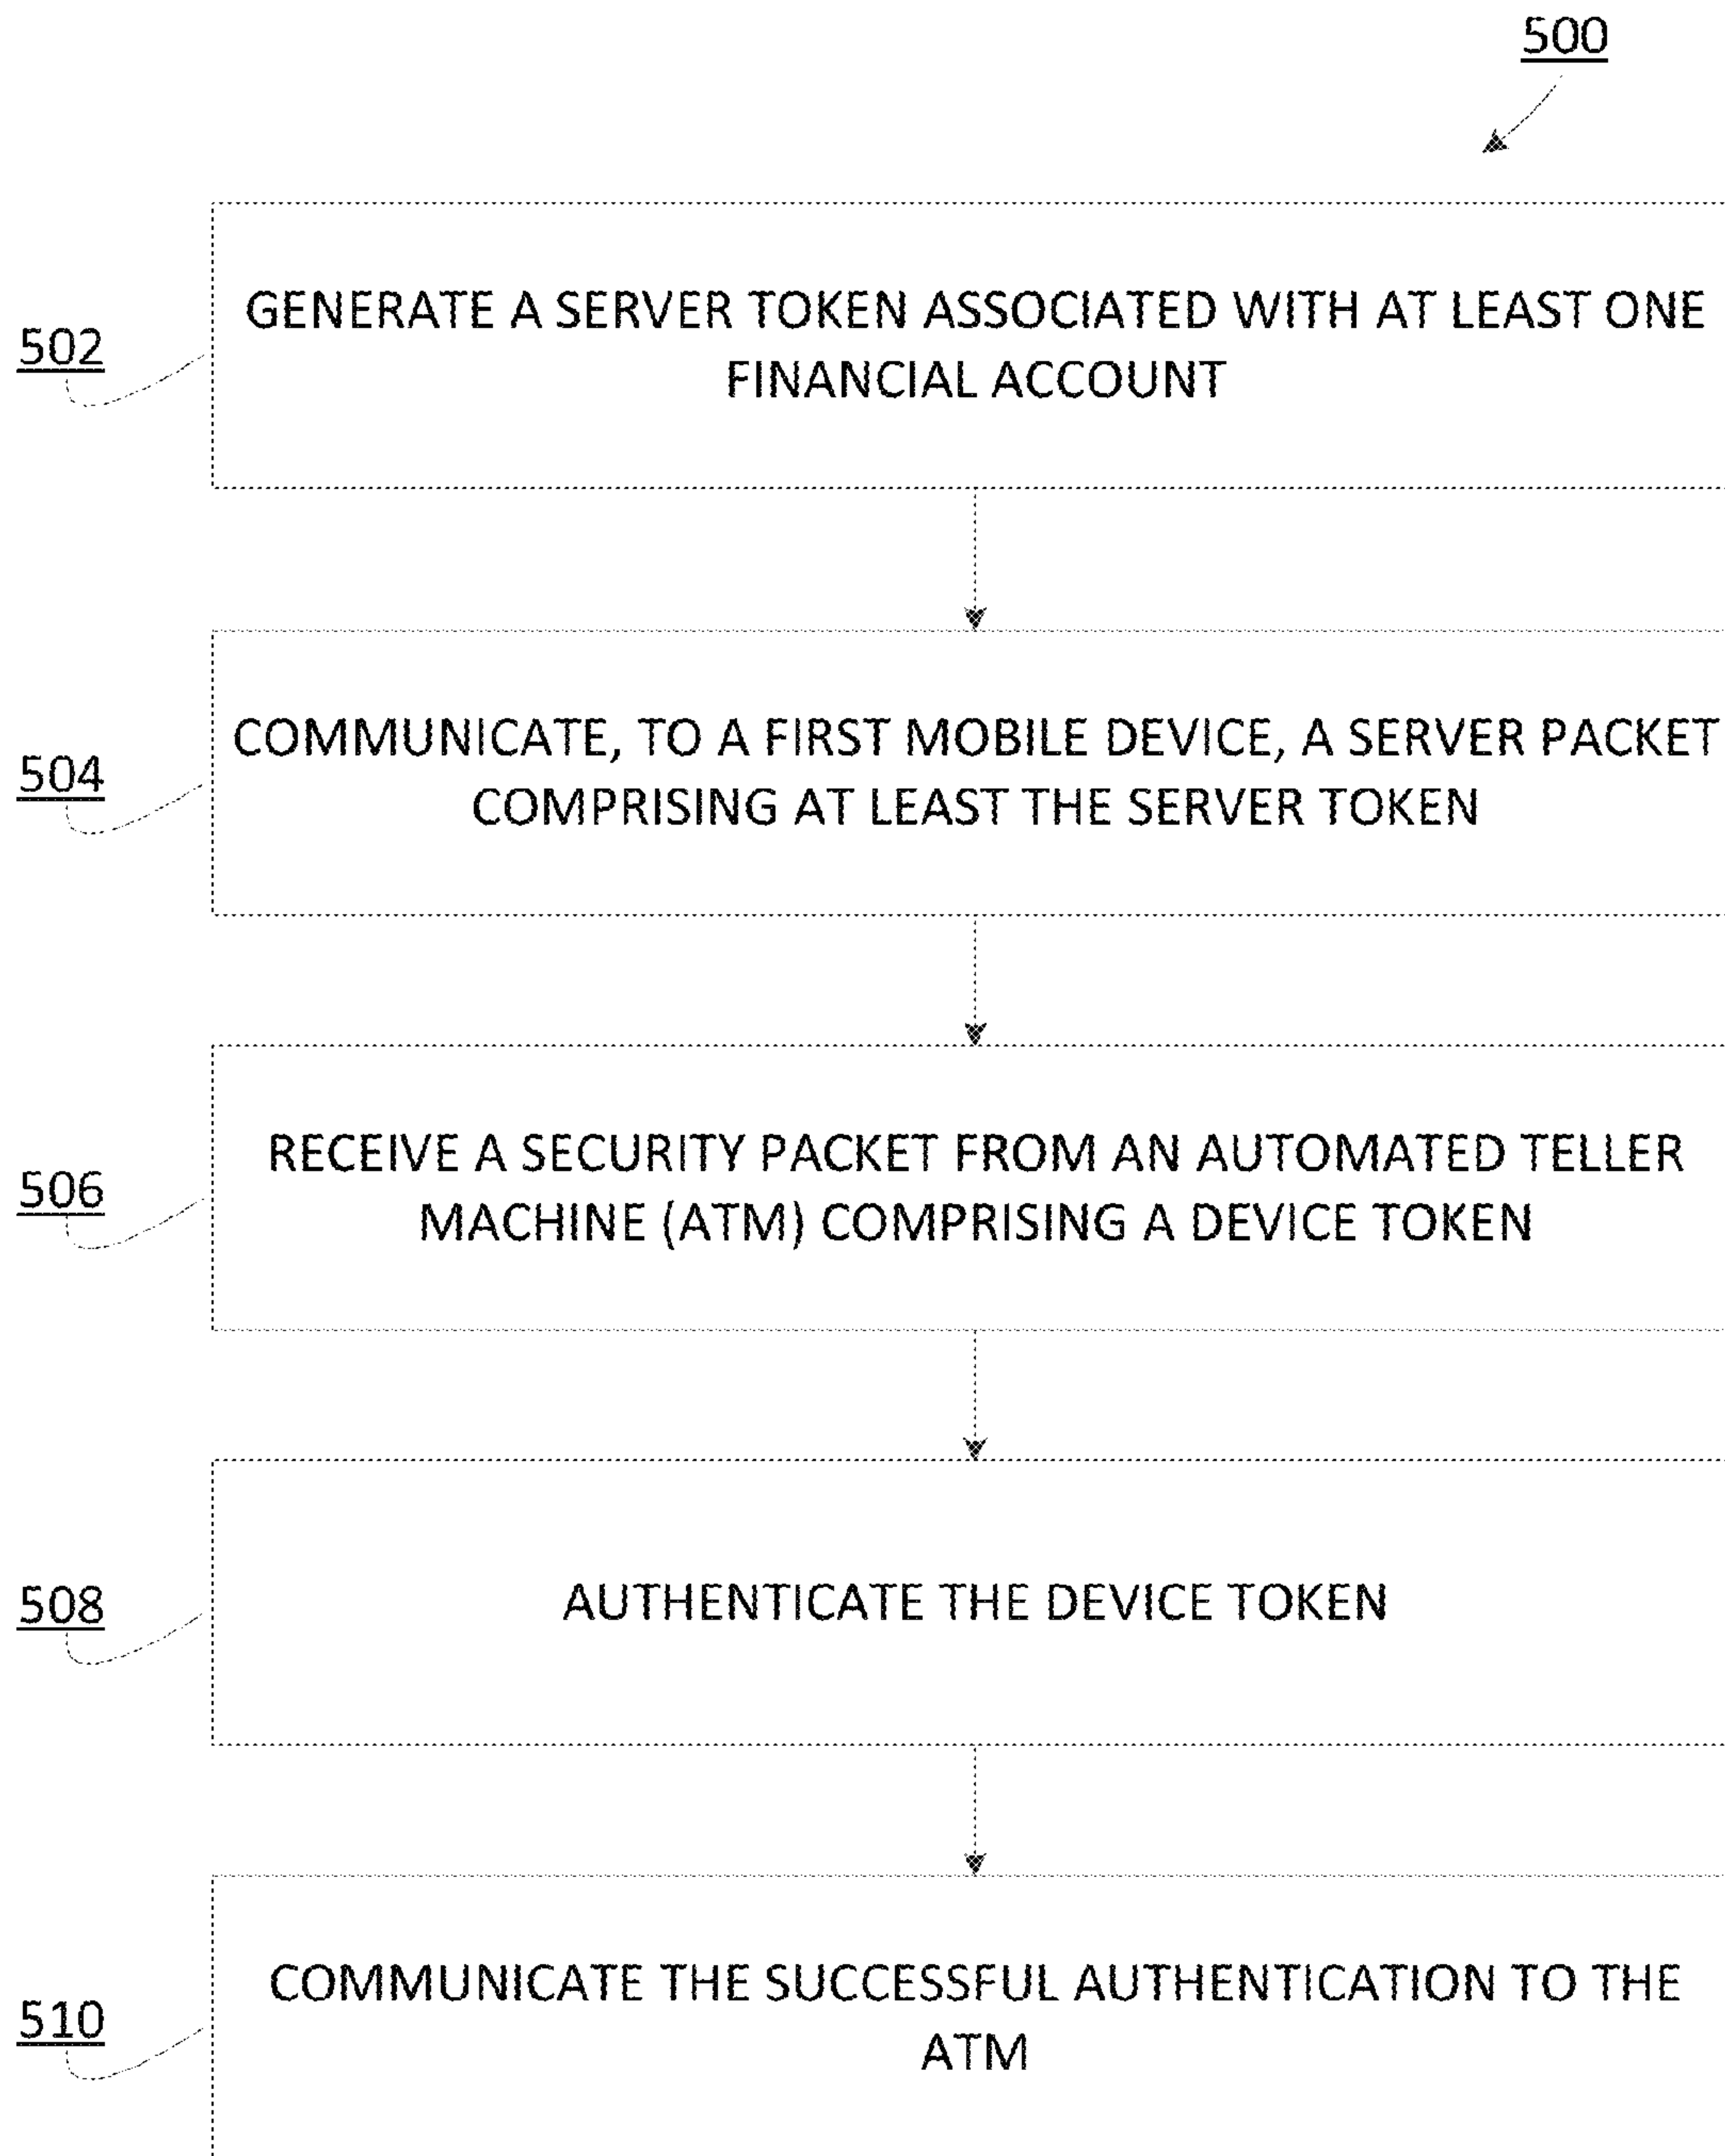 500
502
GENERATE A SERVER TOKEN ASSOCIATED WITH AT LEAST ONE
FINANCIAL ACCOUNT
504
COMMUNICATE, TO A FIRST MOBILE DEVICE, A SERVER PACKET
COMPRISING AT LEAST THE SERVER TOKEN
506
RECEIVE A SECURITY PACKET FROM AN AUTOMATED TELLER
MACHINE (ATM) COMPRISING A DEVICE TOKEN
508
AUTHENTICATE THE DEVICE TOKEN
510
COMMUNICATE THE SUCCESSFUL AUTHENTICATION TO THE
ATM